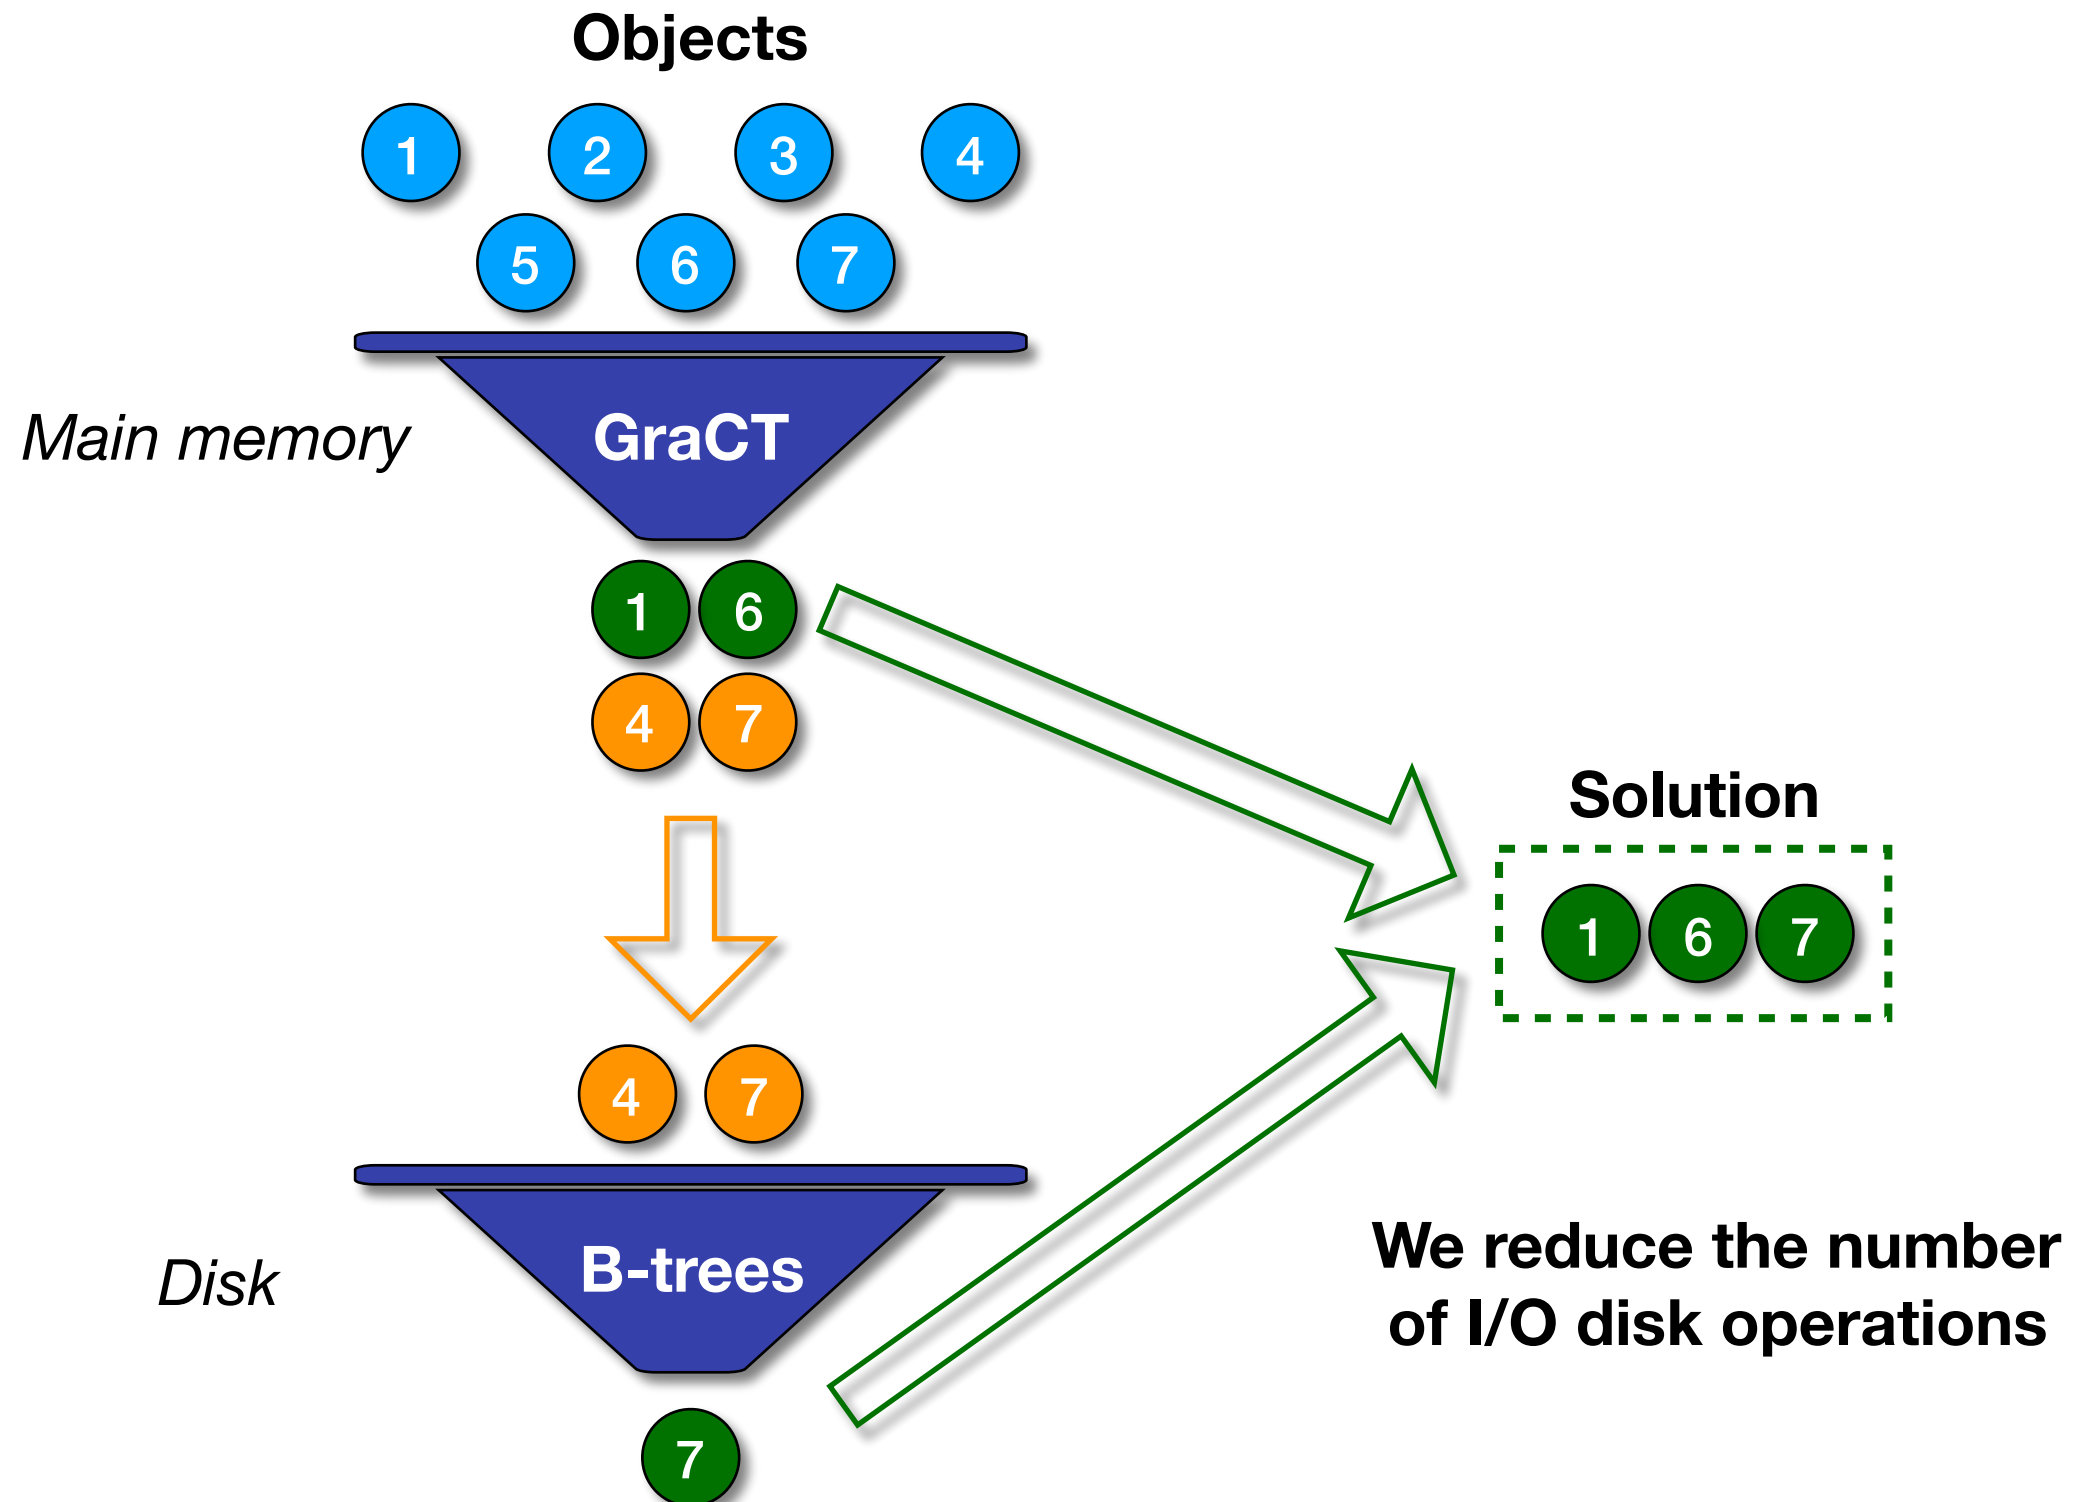 Objects
1 2 3 4
5 6 7
Main memory
GraCT
1 6
4 7
Solution
1 6 7
4 7
Disk
B-trees
We reduce the number
of I/O disk operations
7